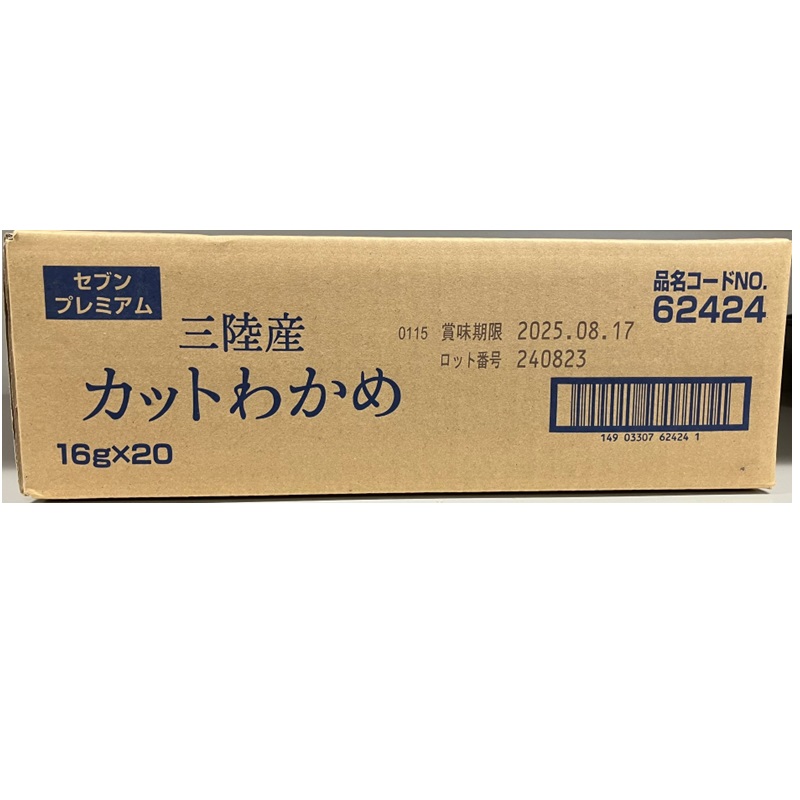 セブン
プレミアム
三陸産
カットわかめ
16g×20
0115 賞味期限 2025.08.17
ロット番号 240823
品名コードNO.
62424
149 03307 62424 1